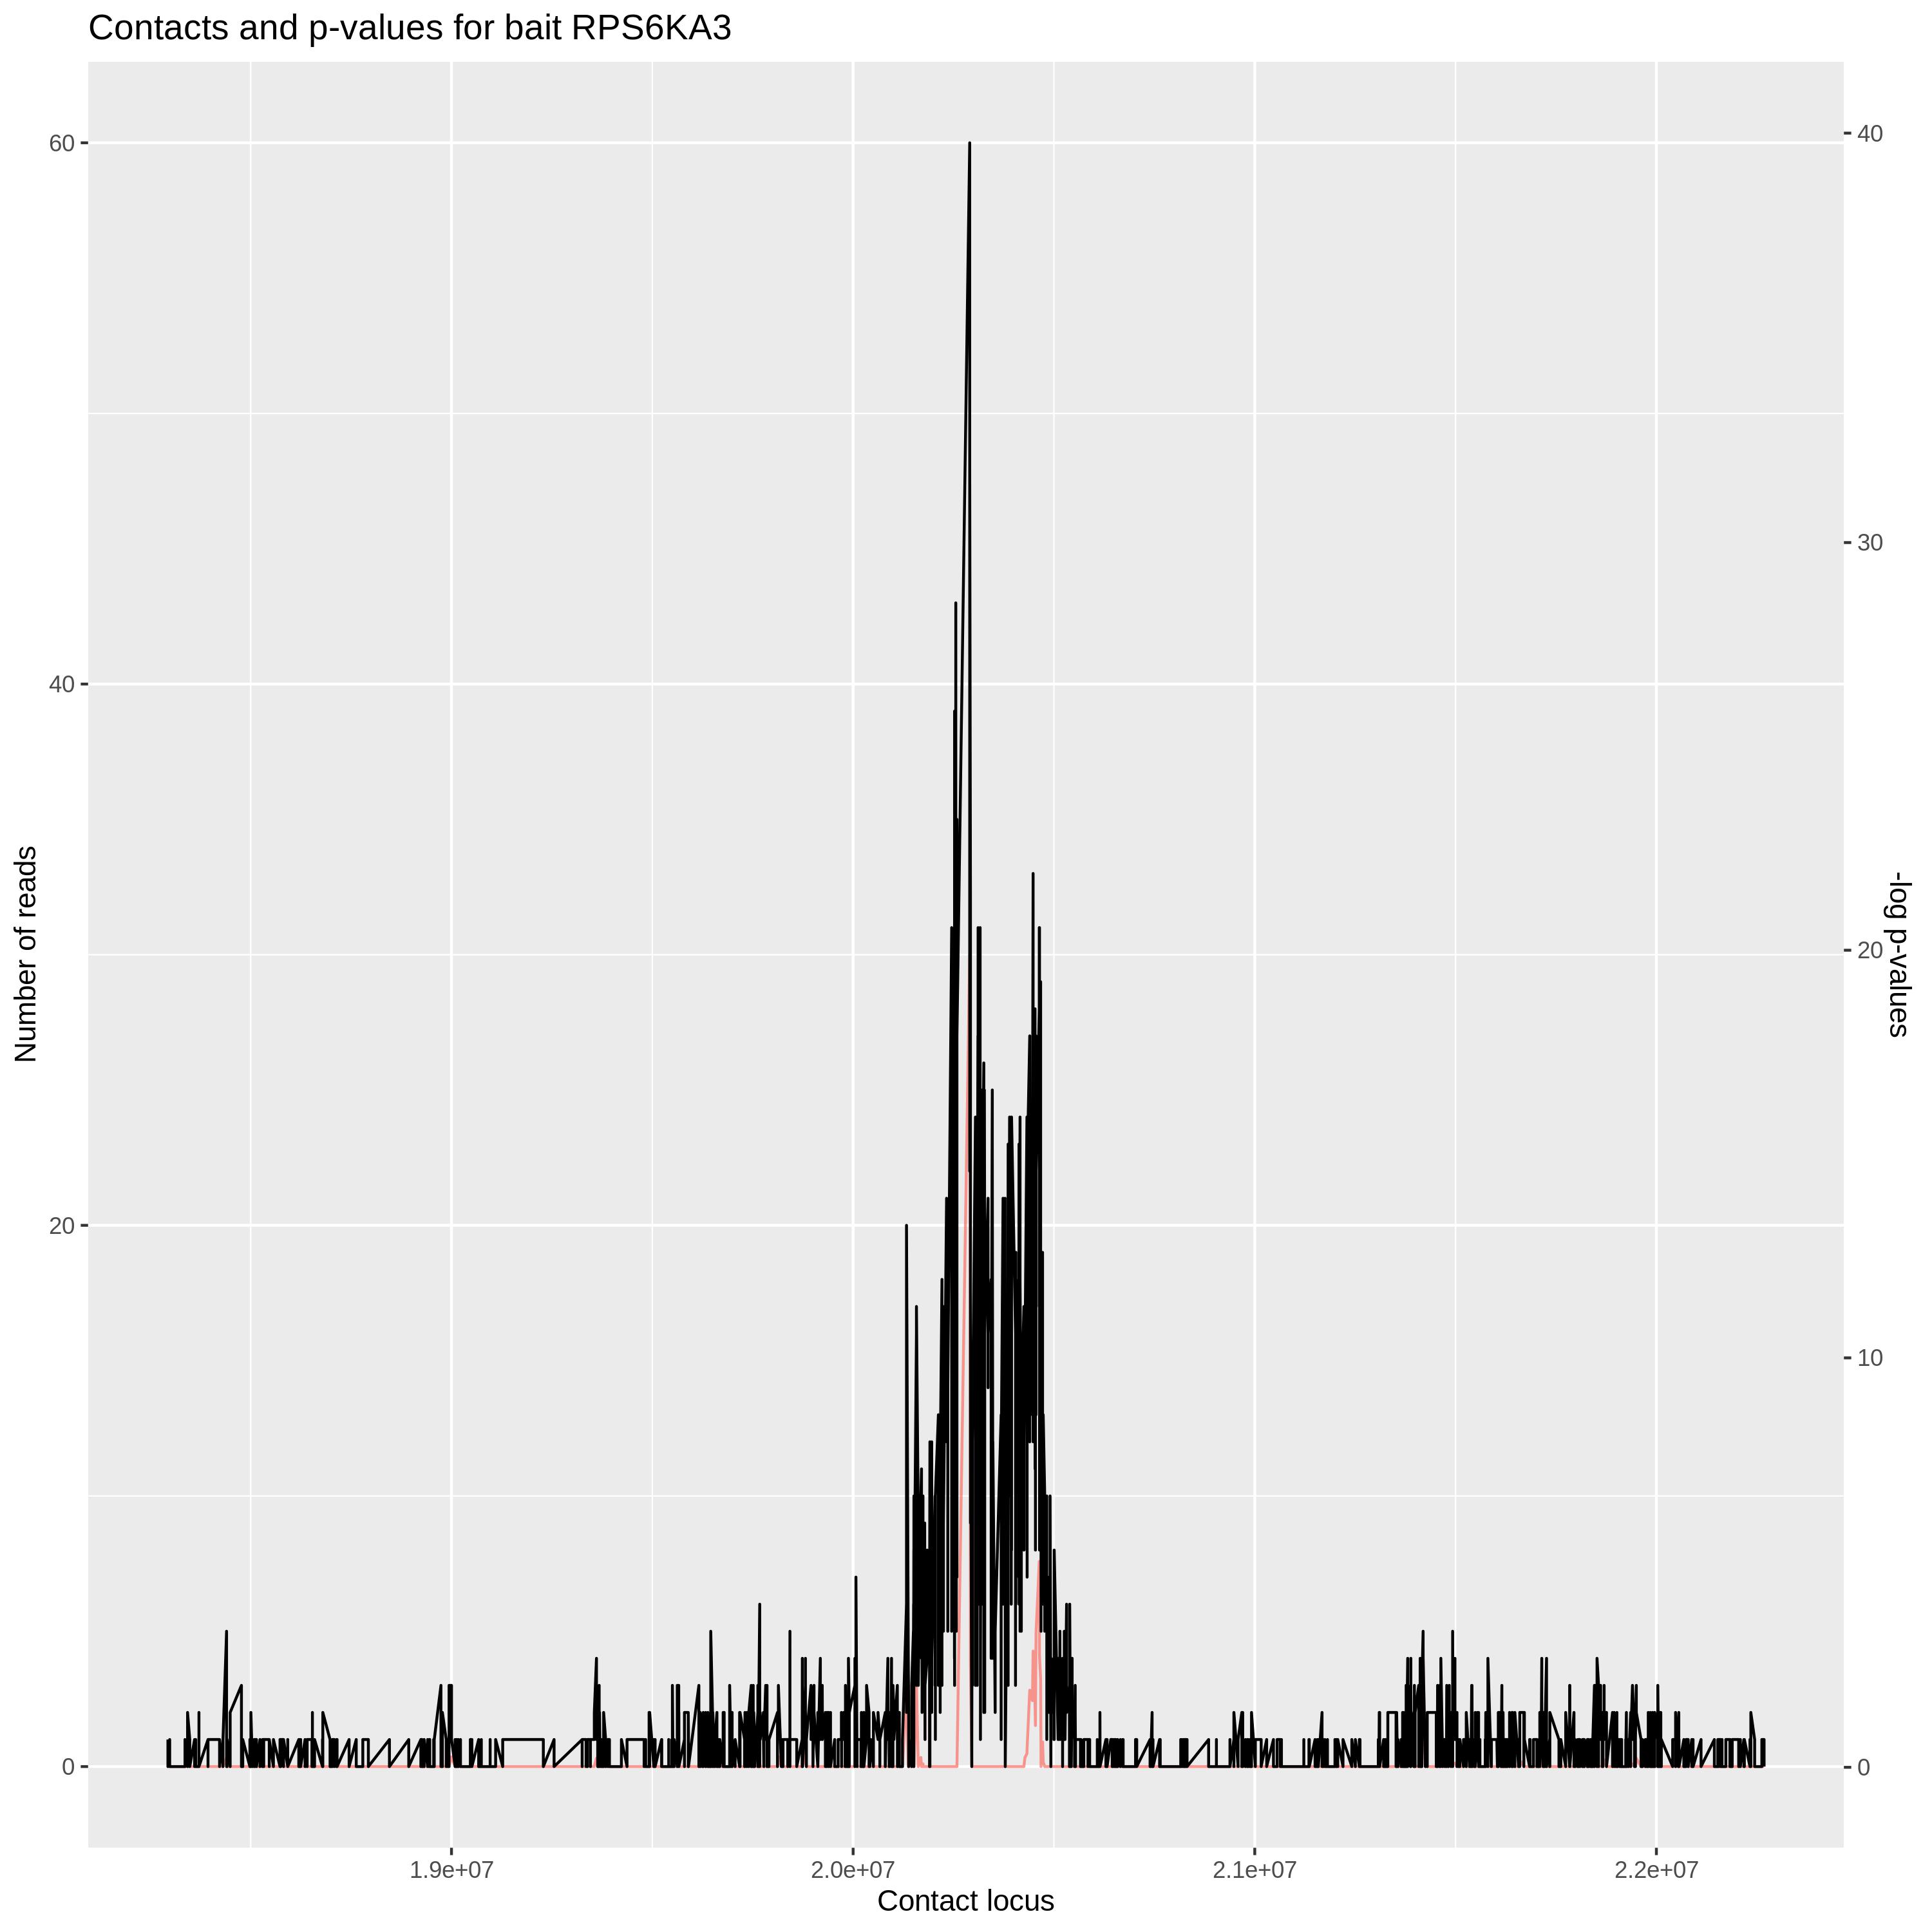 Contacts and p-values for bait RPS6KA3
60
40
20
0
Number of reads
40
30
20
10
0
-log p-values
1.9e+07
2.0e+07
2.1e+07
2.2e+07
Contact locus